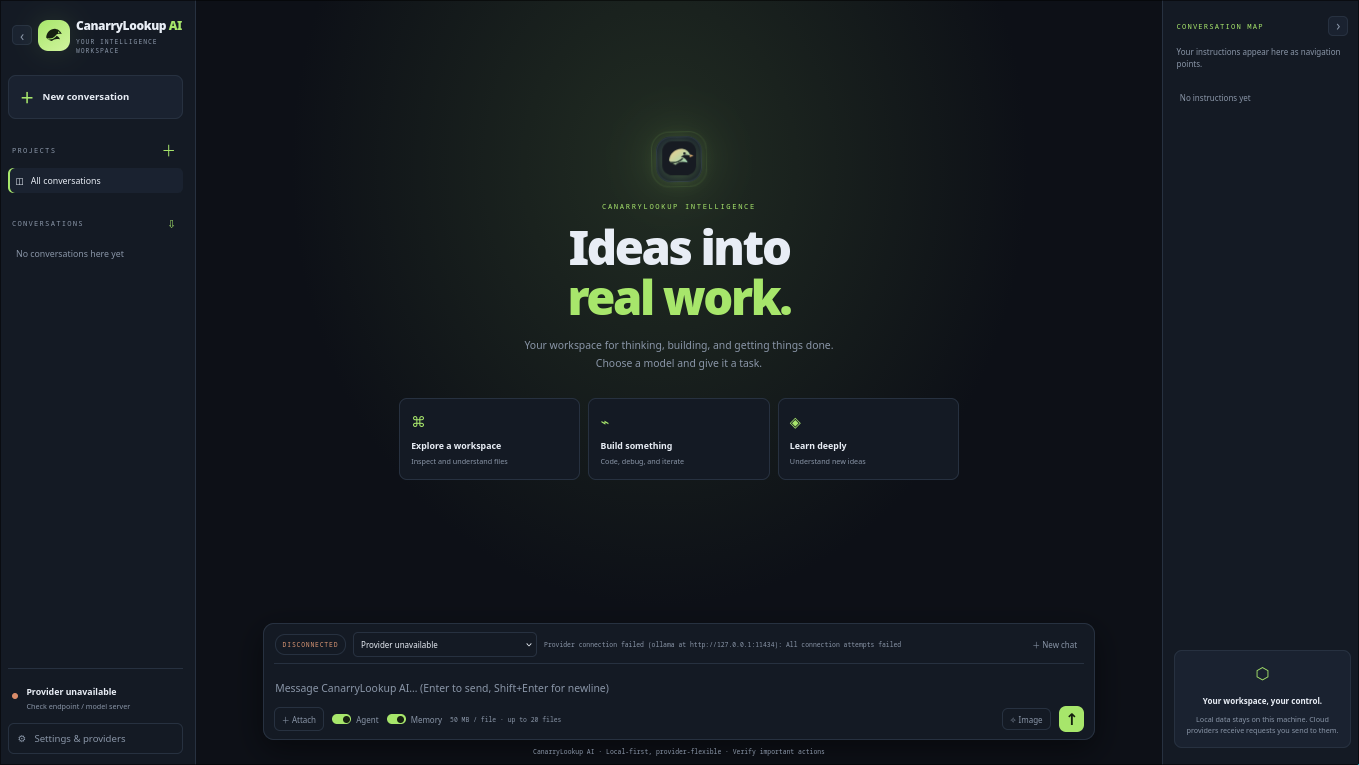 CanarryLookup AI
YOUR INTELLIGENCE
WORKSPACE
New conversation
PROJECTS
All conversations
CONVERSATIONS
No conversations here yet
Provider unavailable
Check endpoint / model server
Settings & providers
CANARRYLOOKUP INTELLIGENCE
Ideas into
real work.
Your workspace for thinking, building, and getting things done.
Choose a model and give it a task.
Explore a workspace
Inspect and understand files
Build something
Code, debug, and iterate
Learn deeply
Understand new ideas
DISCONNECTED
Provider unavailable
Provider connection failed (ollama at http://127.0.0.1:11434): All connection attempts failed
+ New chat
Message CanarryLookup AI... (Enter to send, Shift+Enter for newline)
+ Attach
Agent
Memory
50 MB / file · up to 20 files
Image
CanarryLookup AI · Local-first, provider-flexible · Verify important actions
CONVERSATION MAP
Your instructions appear here as navigation
points.
No instructions yet
Your workspace, your control.
Local data stays on this machine. Cloud
providers receive requests you send to them.